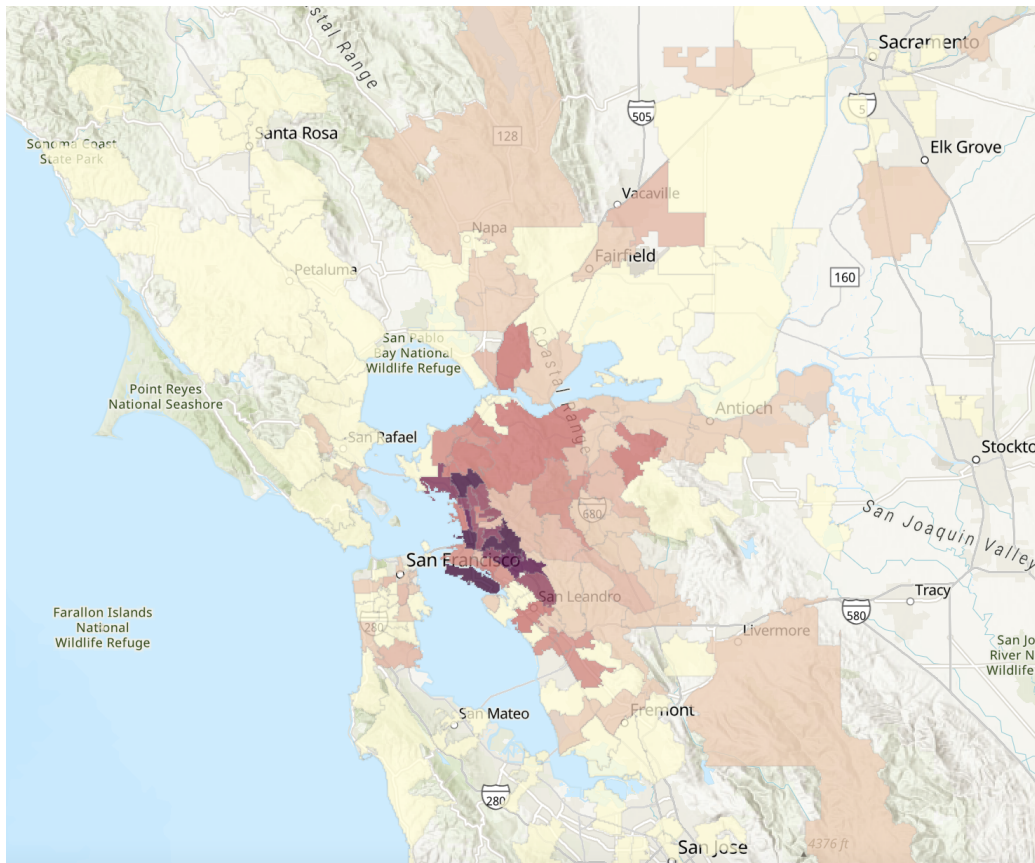 Coastal Range
Sacramento
505
5
128
Santa Rosa
Sonoma Coast
State Park
Elk Grove
Vacaville
Napa
Fairfield
Petaluma
160
San Pablo
Bay National
Wildlife Refuge
Coastal Range
Point Reyes
National Seashore
Antioch
San Rafael
Stockto
680
San Joaquin Valley
San Francisco
San Leandro
Tracy
580
Farallon Islands
National
Wildlife Refuge
280
Livermore
San Jo
River N
Wildlife
San Mateo
Fremont
280
4376 ft
San Jose